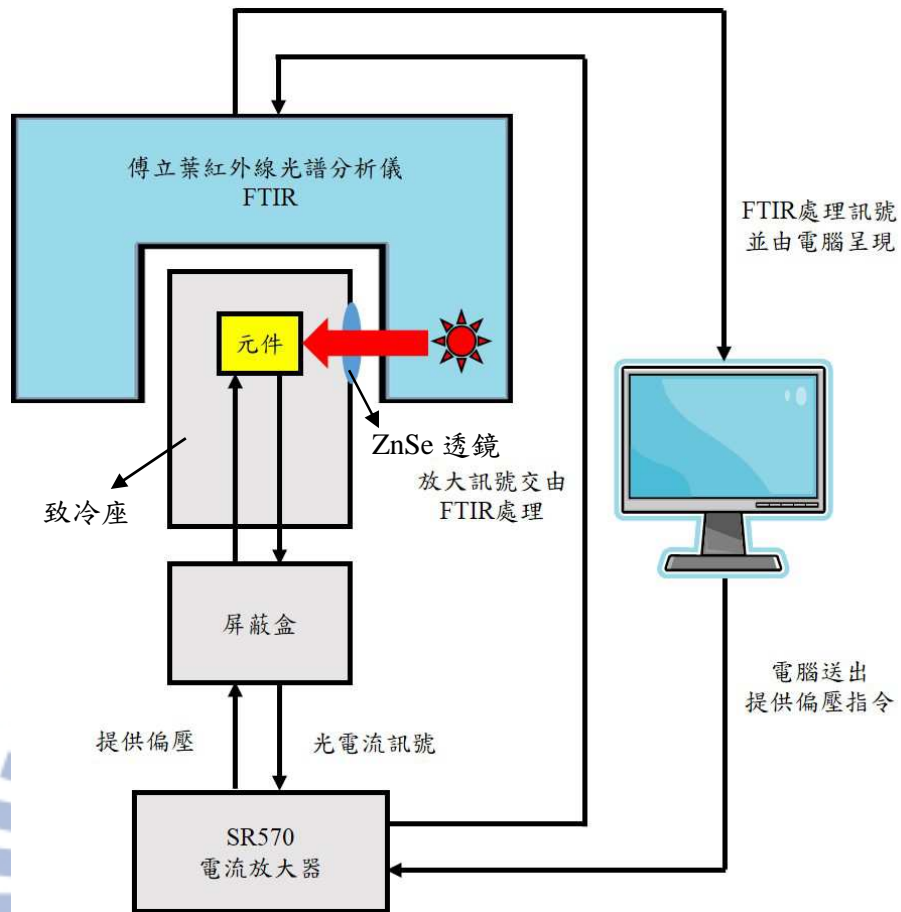 傅立葉紅外線光譜分析儀
FTIR
FTIR處理訊號
並由電腦呈現
元件
ZnSe 透鏡
放大訊號交由
FTIR處理
致冷座
屏蔽盒
電腦送出
提供偏壓指令
提供偏壓
光電流訊號
SR570
電流放大器